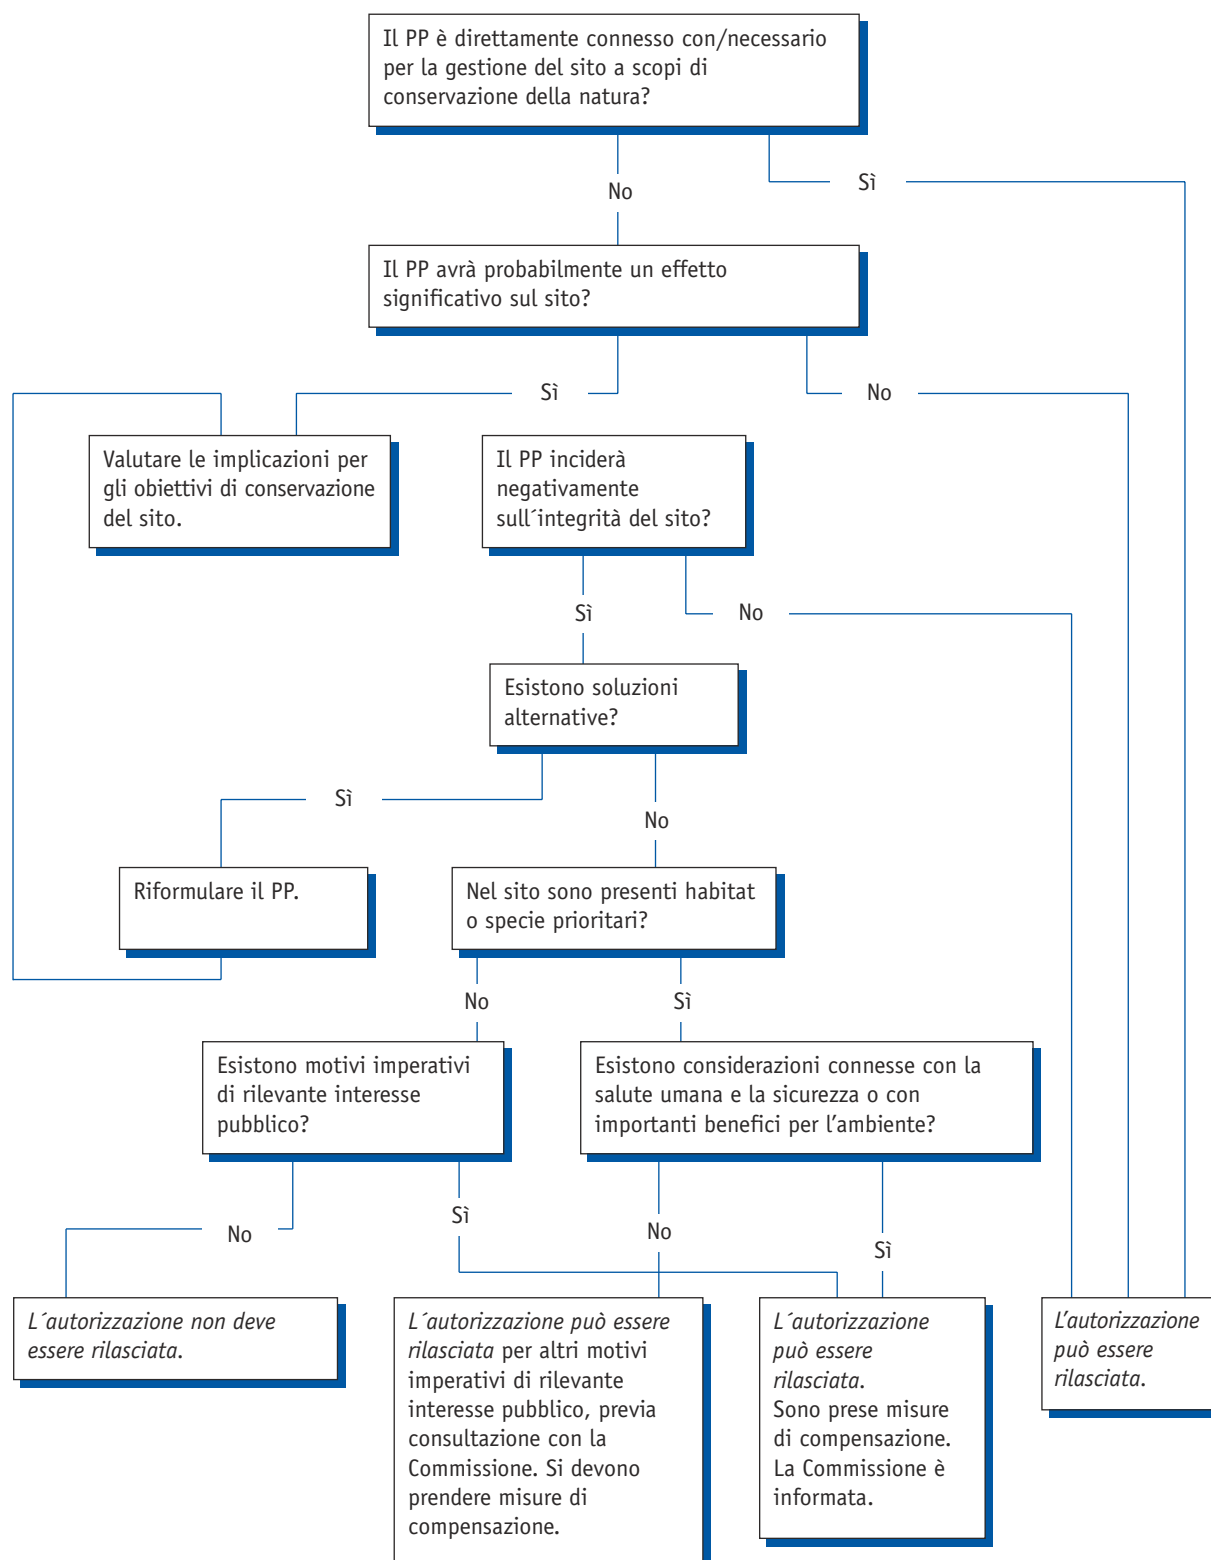 Il PP è direttamente connesso con/necessario
per la gestione del sito a scopi di
conservazione della natura?
Sì
No
Il PP avrà probabilmente un effetto
significativo sul sito?
Sì
No
Valutare le implicazioni per
gli obiettivi di conservazione
del sito.
Il PP inciderà
negativamente
sull´integrità del sito?
Sì
No
Esistono soluzioni
alternative?
Sì
No
Riformulare il PP.
Nel sito sono presenti habitat
o specie prioritari?
No
Sì
Esistono motivi imperativi
di rilevante interesse
pubblico?
Esistono considerazioni connesse con la
salute umana e la sicurezza o con
importanti benefici per l'ambiente?
No
Sì
No
Sì
L´autorizzazione non deve
essere rilasciata.
L´autorizzazione può essere
rilasciata per altri motivi
imperativi di rilevante
interesse pubblico, previa
consultazione con la
Commissione. Si devono
prendere misure di
compensazione.
L´autorizzazione
può essere
rilasciata.
Sono prese misure
di compensazione.
La Commissione è
informata.
L'autorizzazione
può essere
rilasciata.